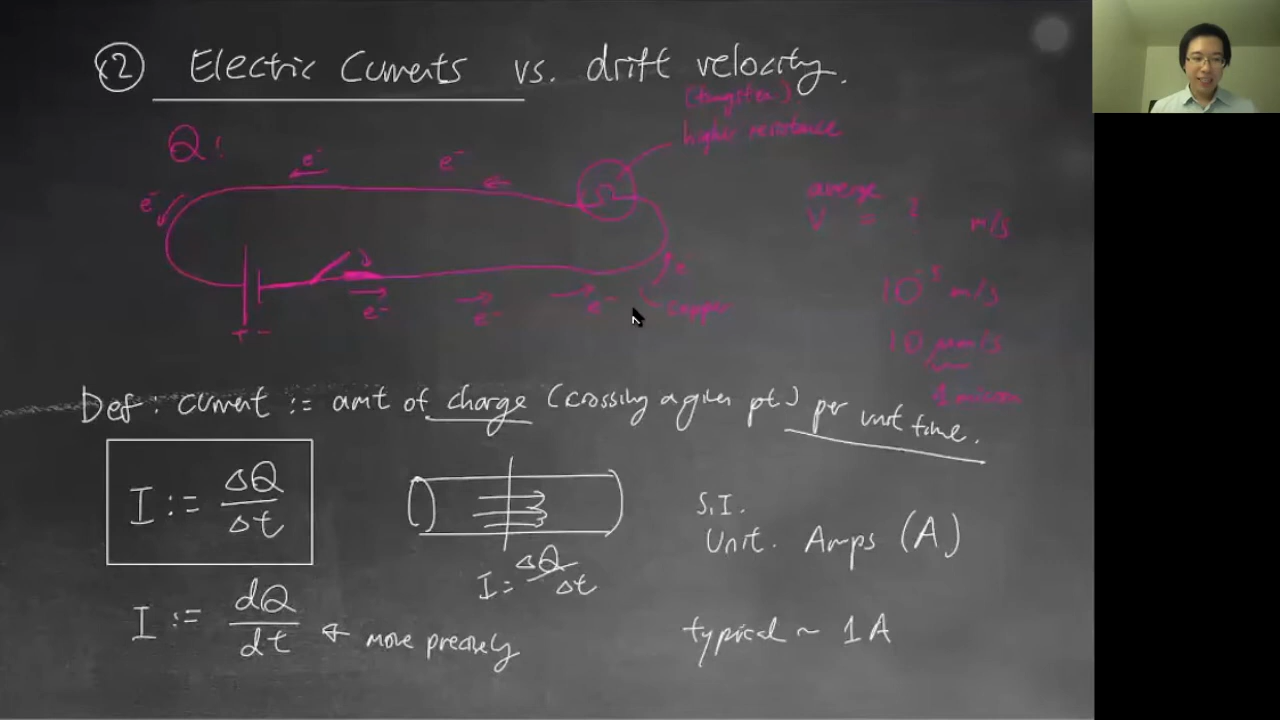 (2) Electric Currents vs. drift velocity.
(tungsten).
higher resistance
Q:
e⁻ e⁻
e⁻
average
V = ? m/s
10⁻⁵ m/s
10 μm/s
1 micron
e⁻ e⁻ e⁻
copper
+ -
Def: current := amt of charge (crossing a given pt.) per unit time.
I := ΔQ/Δt
I = ΔQ/Δt
S.I.
Unit. Amps (A)
I := dQ/dt ← more precisely
typical ~ 1A